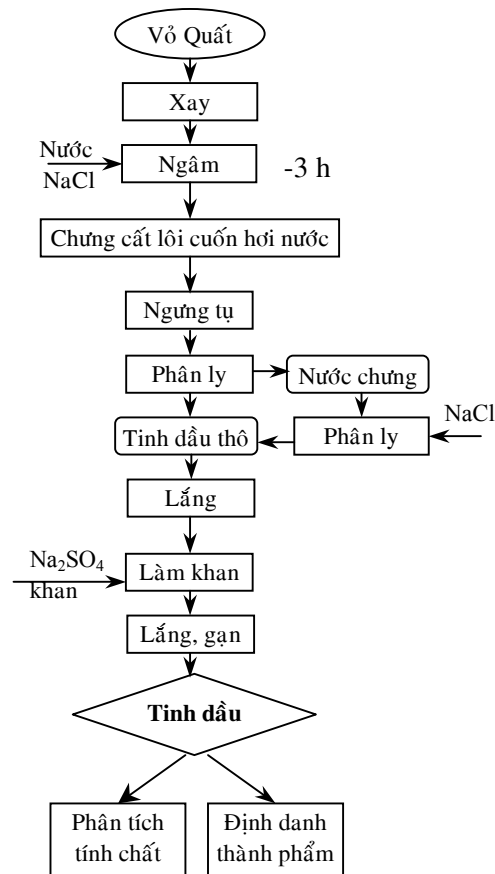 Vỏ Quất
Xay
Nước
NaCl
Ngâm
-3 h
Chưng cất lôi cuốn hơi nước
Ngưng tụ
Phân ly
Nước chưng
NaCl
Tinh dầu thô
Phân ly
Lắng
Na₂SO₄
khan
Làm khan
Lắng, gạn
Tinh dầu
Phân tích
tính chất
Định danh
thành phẩm